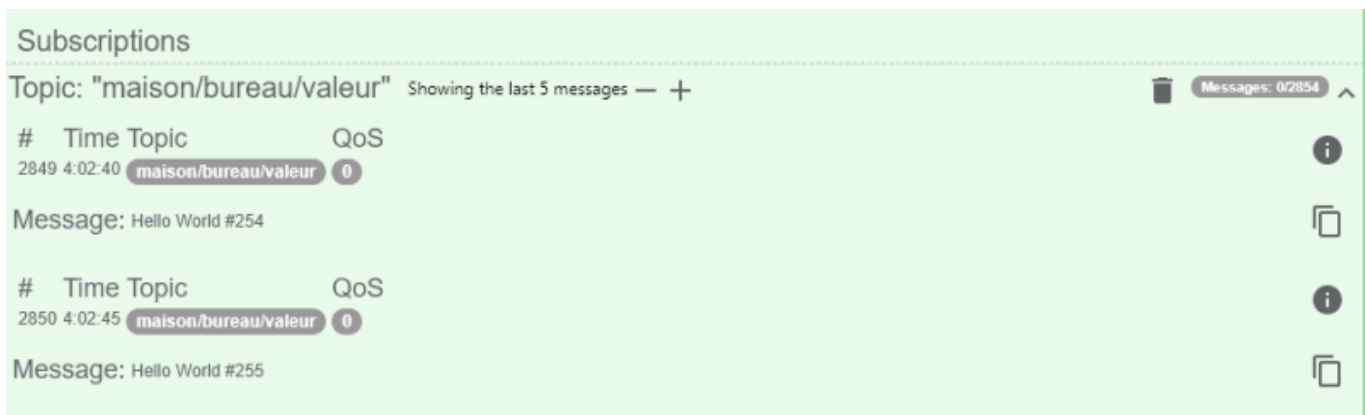 Subscriptions
Topic: "maison/bureau/valeur" Showing the last 5 messages Messages: 0/2854
# Time Topic QoS
2849 4:02:40 maison/bureau/valeur 0
Message: Hello World #254
# Time Topic QoS
2850 4:02:45 maison/bureau/valeur 0
Message: Hello World #255